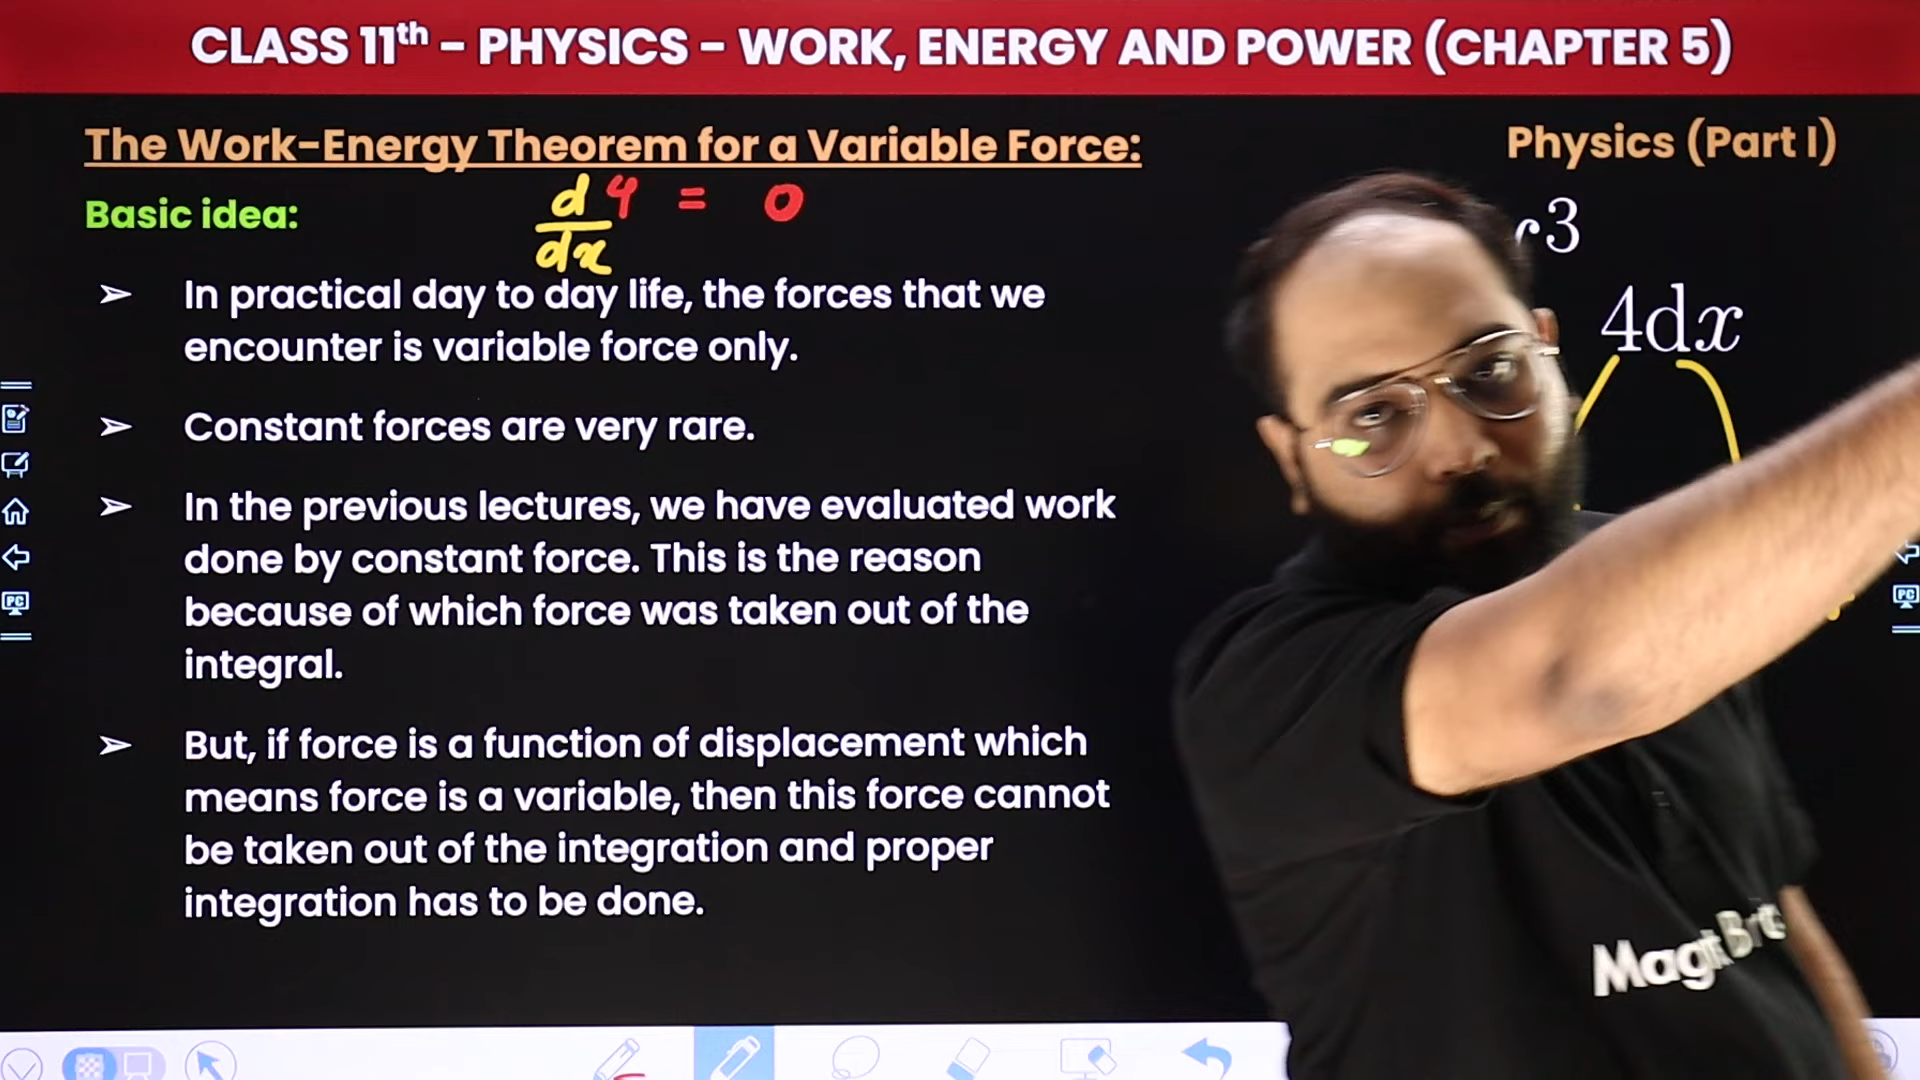 CLASS 11th – PHYSICS – WORK, ENERGY AND POWER (CHAPTER 5)
The Work-Energy Theorem for a Variable Force:
Physics (Part I)
Basic idea:
d/dx 4 = 0
3
4dx
➢ In practical day to day life, the forces that we
encounter is variable force only.
➢ Constant forces are very rare.
➢ In the previous lectures, we have evaluated work
done by constant force. This is the reason
because of which force was taken out of the
integral.
➢ But, if force is a function of displacement which
means force is a variable, then this force cannot
be taken out of the integration and proper
integration has to be done.
PC
PC